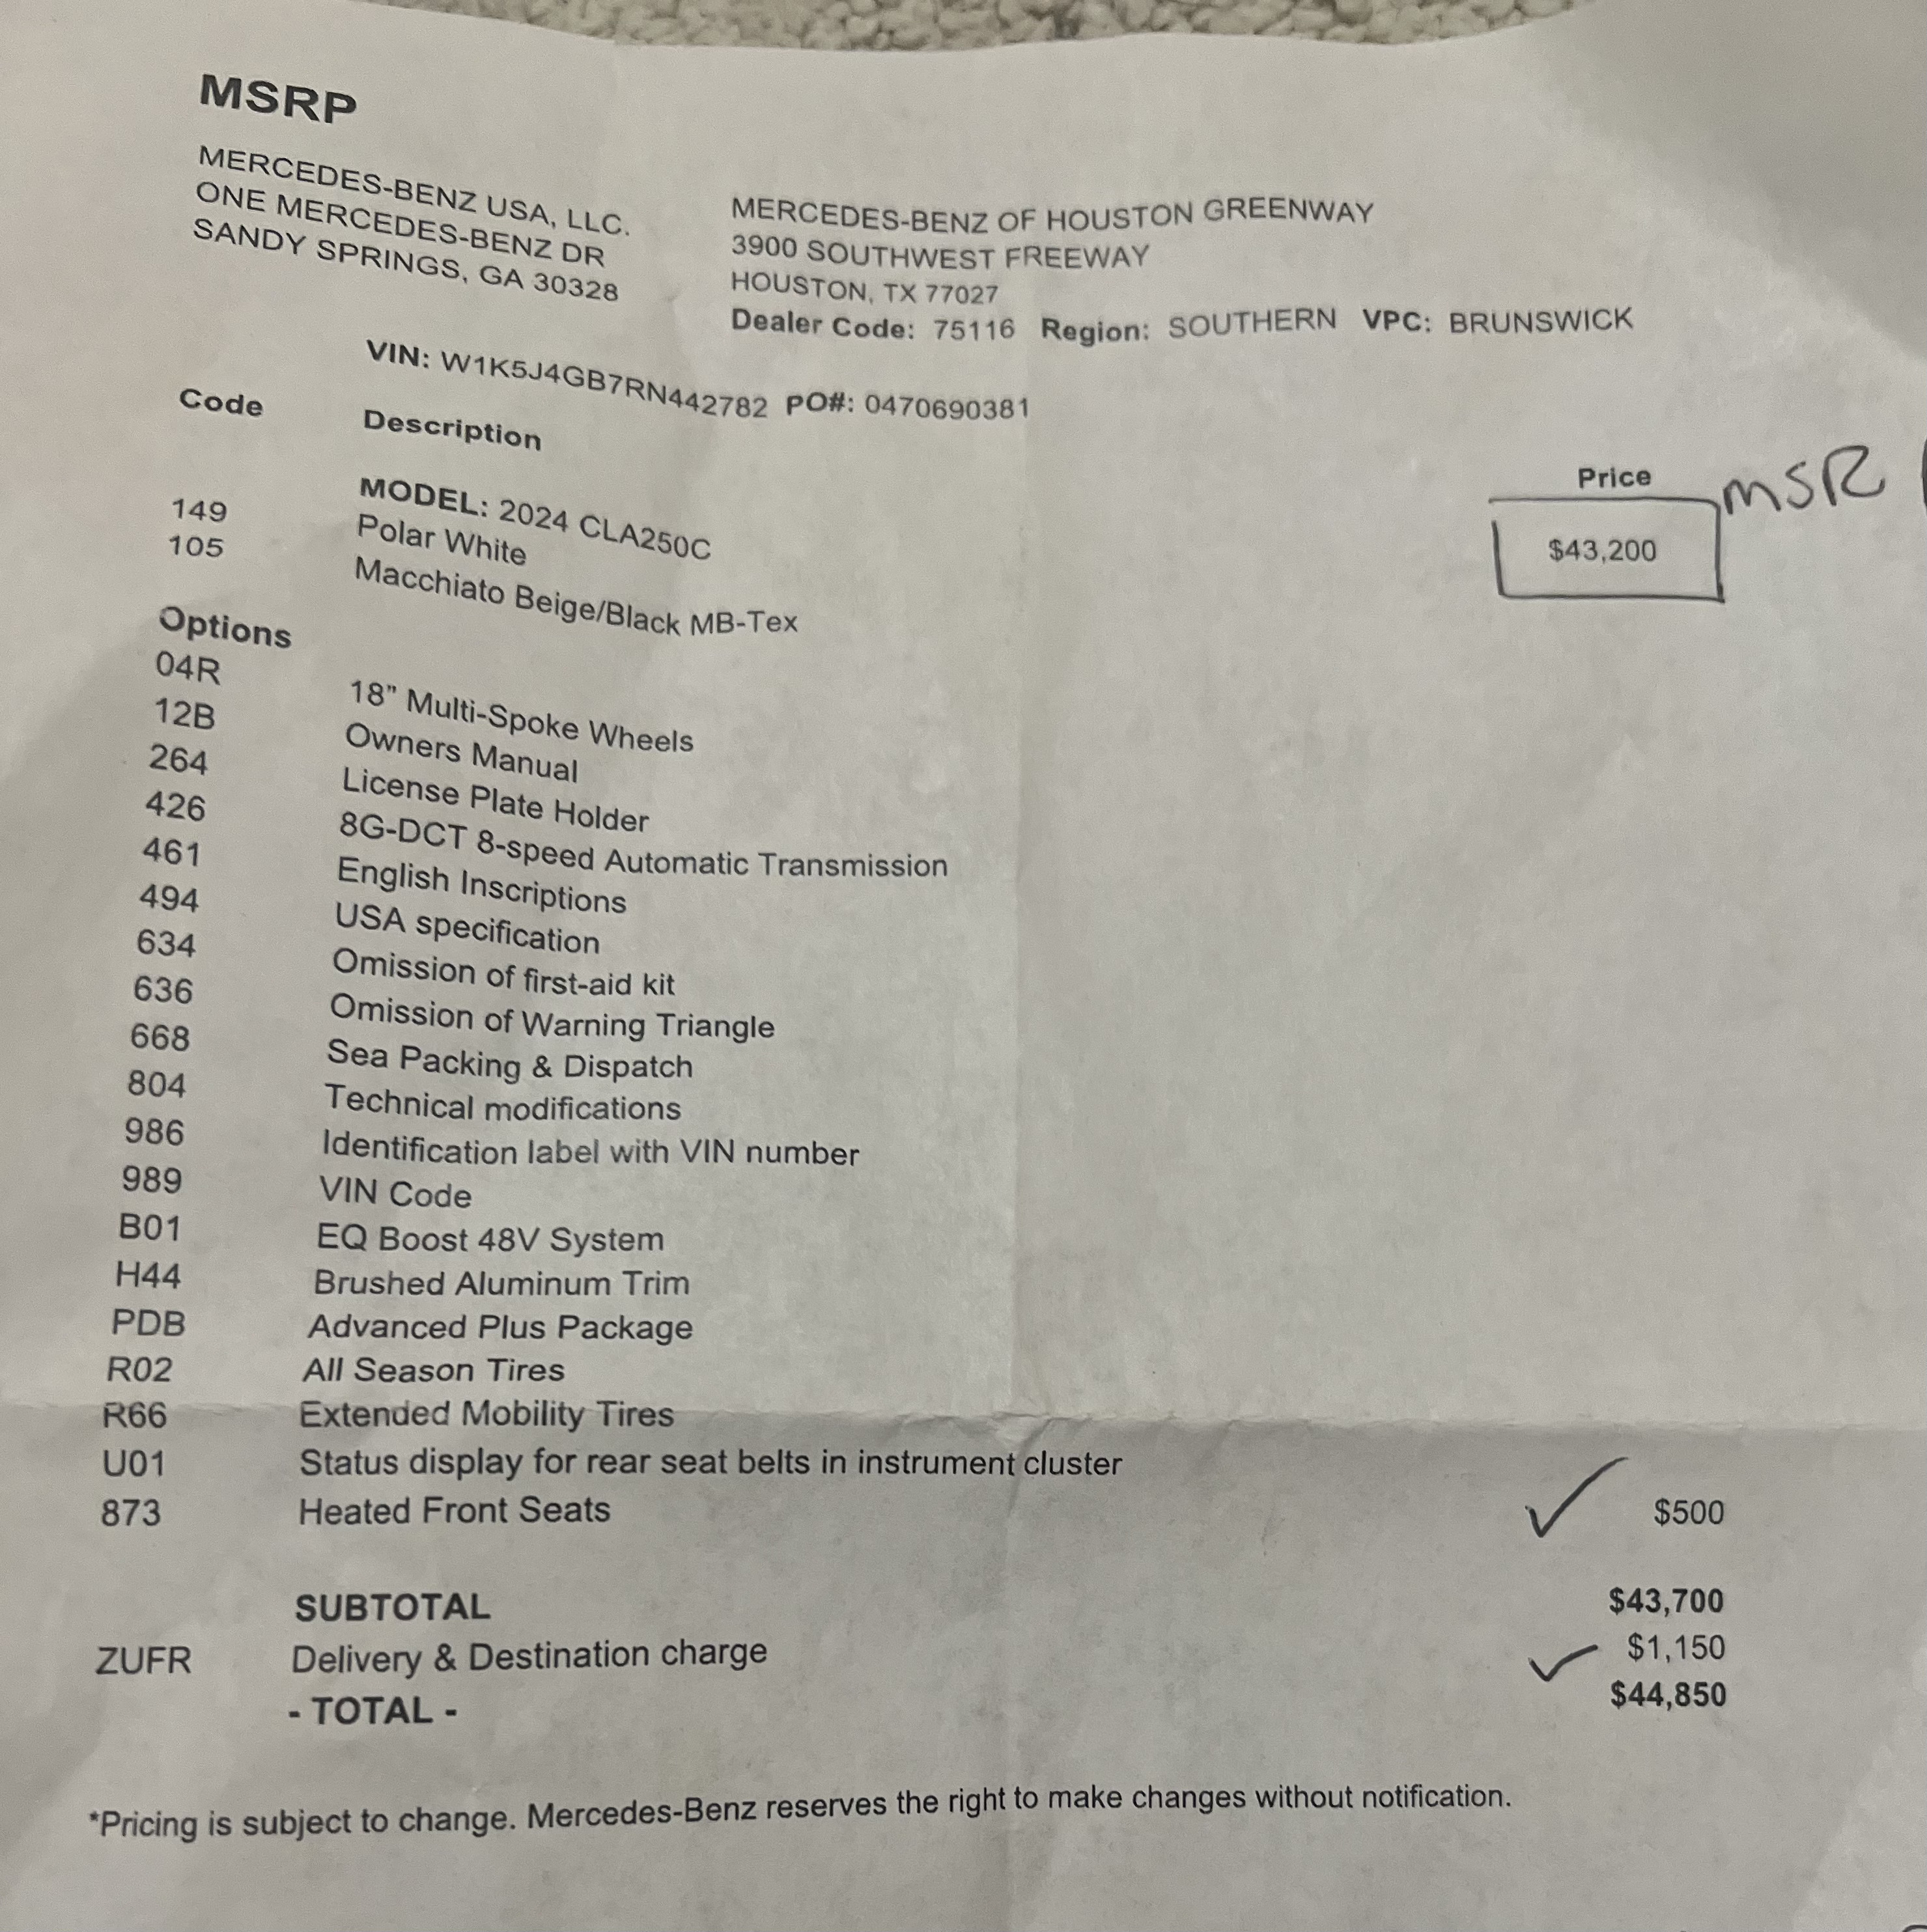 MSRP
MERCEDES-BENZ USA, LLC.
ONE MERCEDES-BENZ DR
SANDY SPRINGS, GA 30328
MERCEDES-BENZ OF HOUSTON GREENWAY
3900 SOUTHWEST FREEWAY
HOUSTON, TX 77027
Dealer Code: 75116 Region: SOUTHERN VPC: BRUNSWICK
VIN: W1K5J4GB7RN442782 PO#: 0470690381
Code Description Price
MSR
MODEL: 2024 CLA250C $43,200
149 Polar White
105 Macchiato Beige/Black MB-Tex
Options
04R 18” Multi-Spoke Wheels
12B Owners Manual
264 License Plate Holder
426 8G-DCT 8-speed Automatic Transmission
461 English Inscriptions
494 USA specification
634 Omission of first-aid kit
636 Omission of Warning Triangle
668 Sea Packing & Dispatch
804 Technical modifications
986 Identification label with VIN number
989 VIN Code
B01 EQ Boost 48V System
H44 Brushed Aluminum Trim
PDB Advanced Plus Package
R02 All Season Tires
R66 Extended Mobility Tires
U01 Status display for rear seat belts in instrument cluster
873 Heated Front Seats $500
SUBTOTAL $43,700
ZUFR Delivery & Destination charge $1,150
- TOTAL - $44,850
*Pricing is subject to change. Mercedes-Benz reserves the right to make changes without notification.